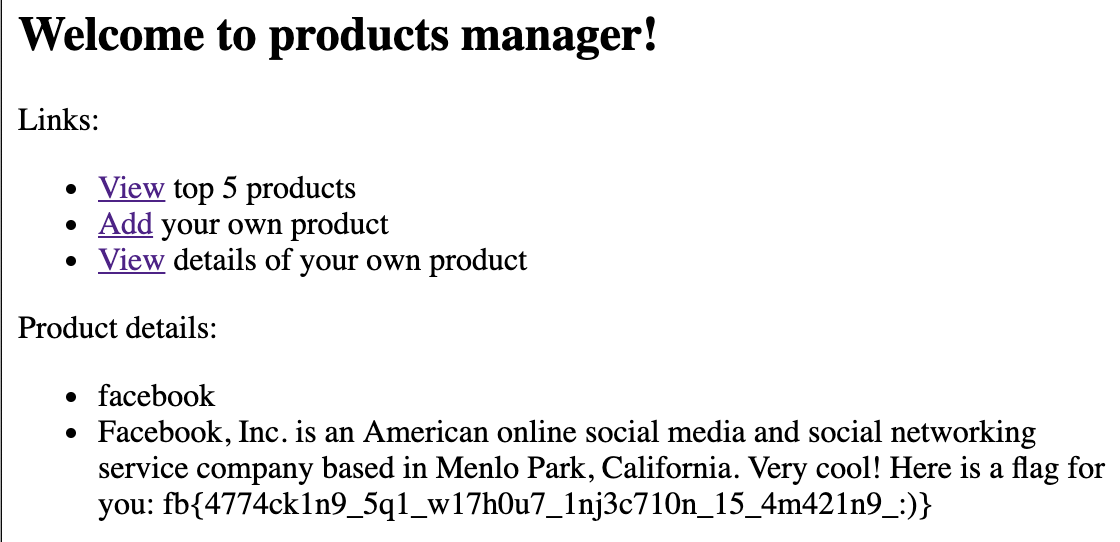 Welcome to products manager!
Links:
View top 5 products
Add your own product
View details of your own product
Product details:
facebook
Facebook, Inc. is an American online social media and social networking
service company based in Menlo Park, California. Very cool! Here is a flag for
you: fb{4774ck1n9_5q1_w17h0u7_1nj3c710n_15_4m421n9_:)}